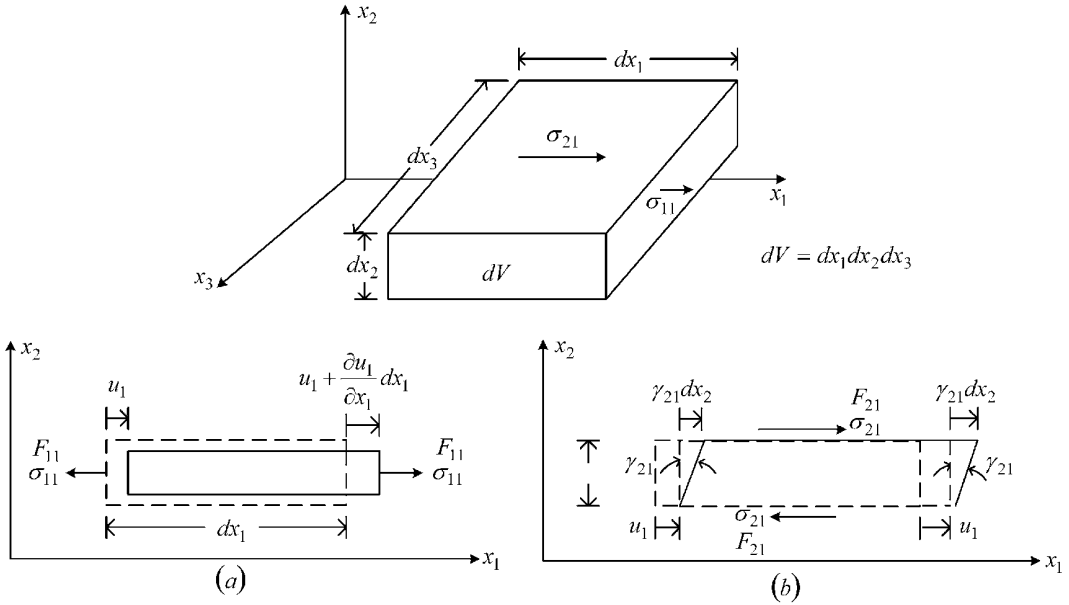 x₂
dx₁
σ₂₁
dx₃
σ₁₁
x₁
dx₂
dV
x₃
dV = dx₁dx₂dx₃
x₂
u₁
u₁ + ∂u₁/∂x₁ dx₁
F₁₁
σ₁₁
F₁₁
σ₁₁
dx₁
x₁
(a)
x₂
γ₂₁dx₂
F₂₁
σ₂₁
γ₂₁dx₂
γ₂₁
γ₂₁
u₁
σ₂₁
F₂₁
u₁
x₁
(b)